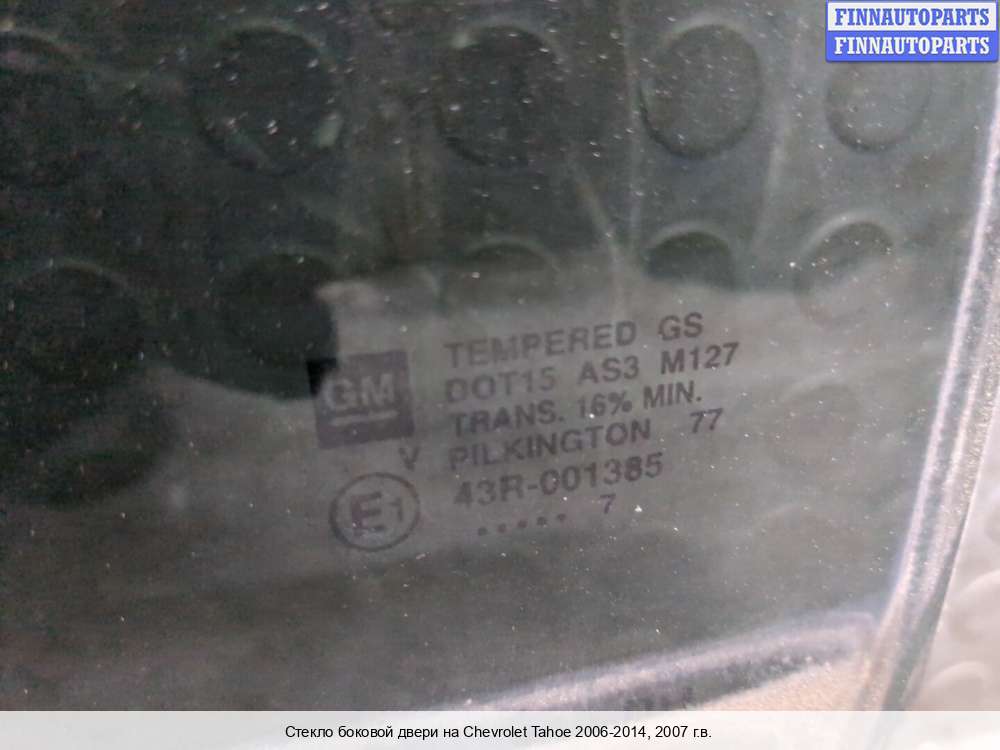 FINNAUTOPARTS
FINNAUTOPARTS
TEMPERED GS
GM
DOT15 AS3 M127
TRANS. 16% MIN.
V PILKINGTON 77
E1 43R-001385
..... 7
Стекло боковой двери на Chevrolet Tahoe 2006-2014, 2007 г.в.